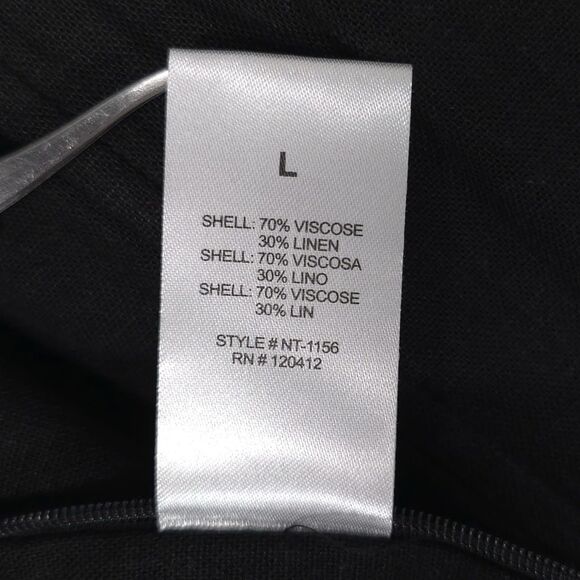 L
SHELL: 70% VISCOSE
30% LINEN
SHELL: 70% VISCOSA
30% LINO
SHELL: 70% VISCOSE
30% LIN
STYLE # NT-1156
RN # 120412